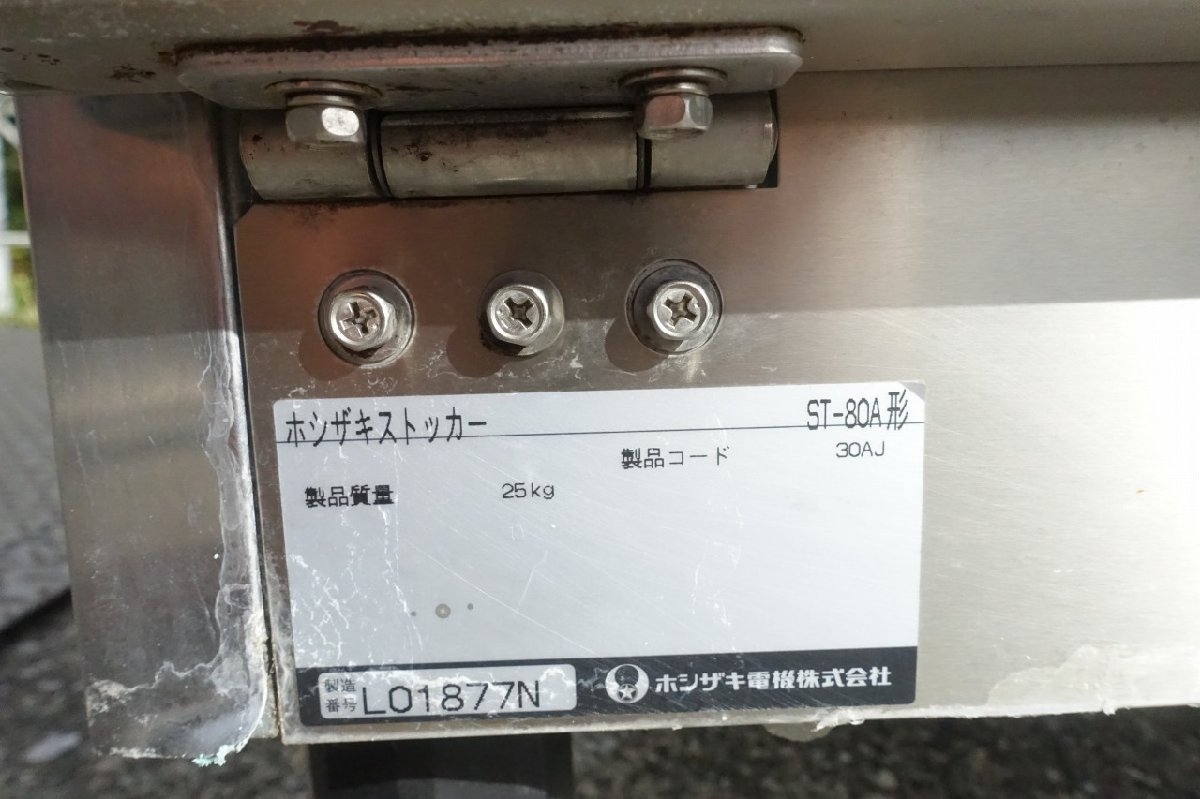 ホシザキストッカー ST-80A形
製品コード 30AJ
製品質量 25kg
製造番号 L01877N ホシザキ電機株式会社